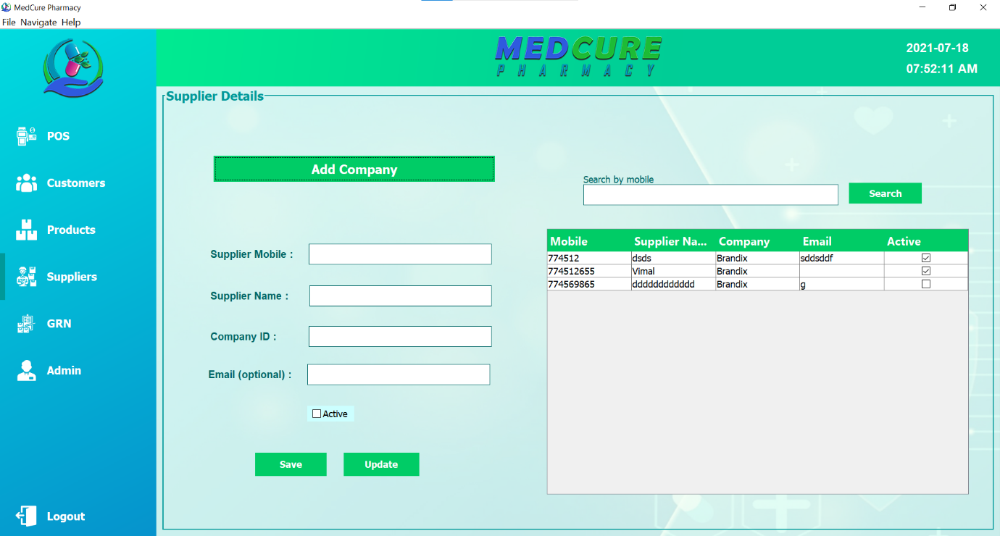 MedCure Pharmacy
File Navigate Help
MEDCURE
PHARMACY
2021-07-18
07:52:11 AM
POS
Customers
Products
Suppliers
GRN
Admin
Logout
Supplier Details
Add Company
Supplier Mobile :
Supplier Name :
Company ID :
Email (optional) :
Active
Save Update
Search by mobile
Search
Mobile Supplier Na... Company Email Active
774512 dsds Brandix sddsddf
774512655 Vimal Brandix
774569865 dddddddddddd Brandix g